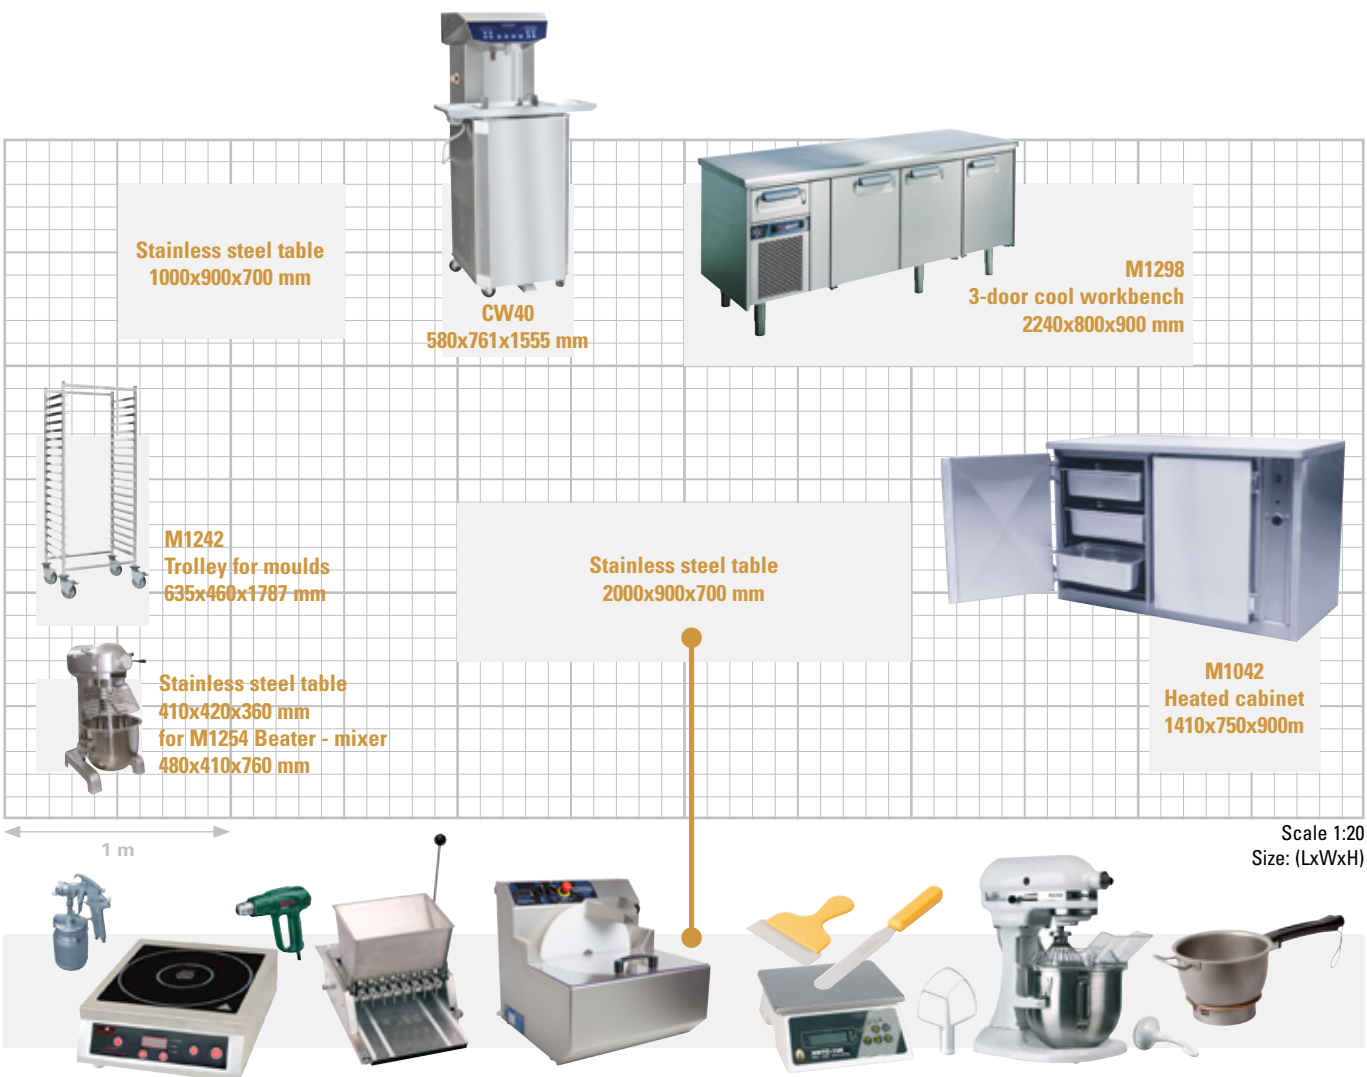 Stainless steel table
1000x900x700 mm
CW40
580x761x1555 mm
M1298
3-door cool workbench
2240x800x900 mm
M1242
Trolley for moulds
635x460x1787 mm
Stainless steel table
2000x900x700 mm
Stainless steel table
410x420x360 mm
for M1254 Beater - mixer
480x410x760 mm
M1042
Heated cabinet
1410x750x900m
1 m
Scale 1:20
Size: (LxWxH)